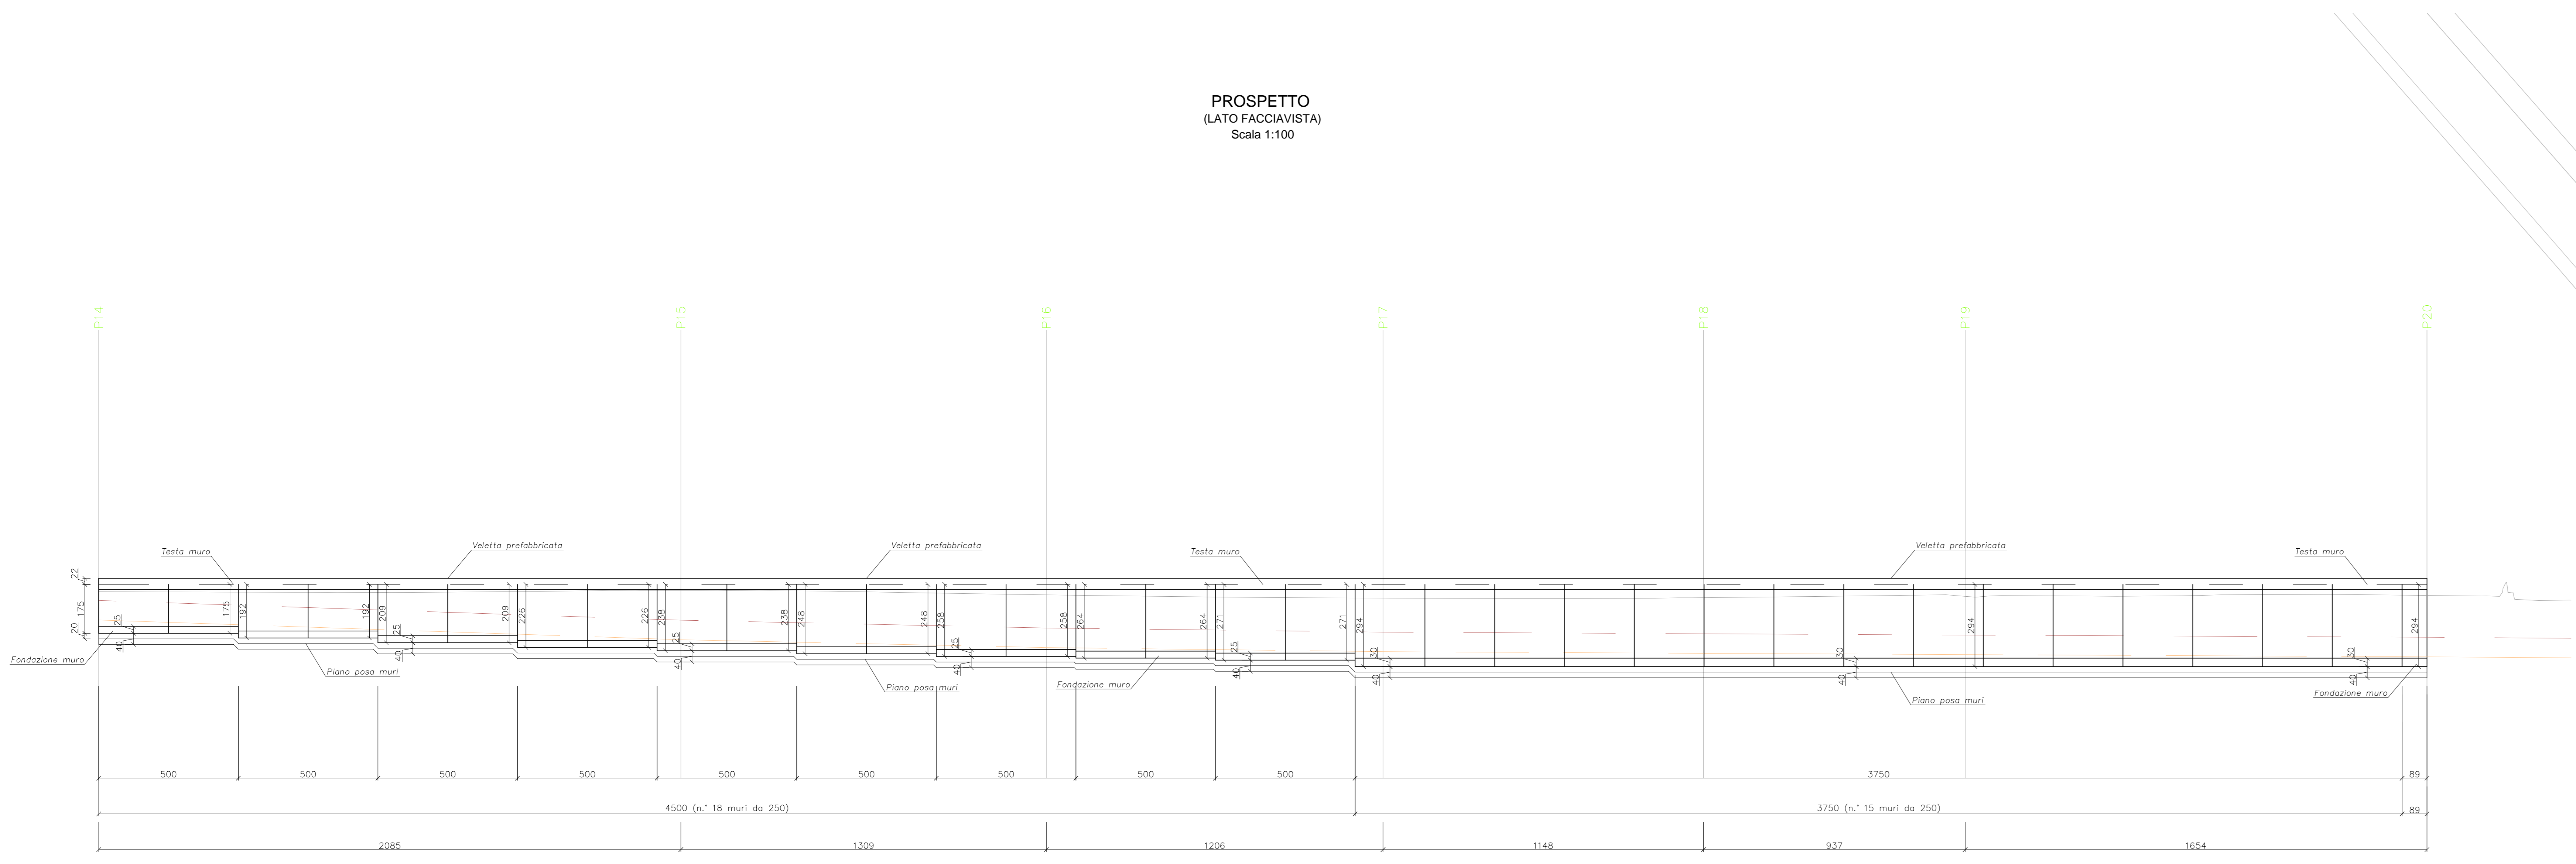 PROSPETTO
(LATO FACCIAVISTA)
Scala 1:100
P14
P15
P16
P17
P18
P19
P20
Testa muro
Veletta prefabbricata
Veletta prefabbricata
Testa muro
Veletta prefabbricata
Testa muro
22
175
20
25
40
175
192
192
209
25
40
209
226
226
238
25
40
238
248
248
258
25
40
258
264
264
271
25
40
271
294
30
40
30
40
294
30
40
294
Fondazione muro
Piano posa muri
Piano posa muri
Fondazione muro
Piano posa muri
Fondazione muro
500
500
500
500
500
500
500
500
500
3750
89
4500 (n.° 18 muri da 250)
3750 (n.° 15 muri da 250)
89
2085
1309
1206
1148
937
1654